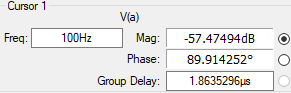 Cursor 1
V(a)
Freq: 100Hz Mag: -57.47494dB
Phase: 89.914252°
Group Delay: 1.8635296µs